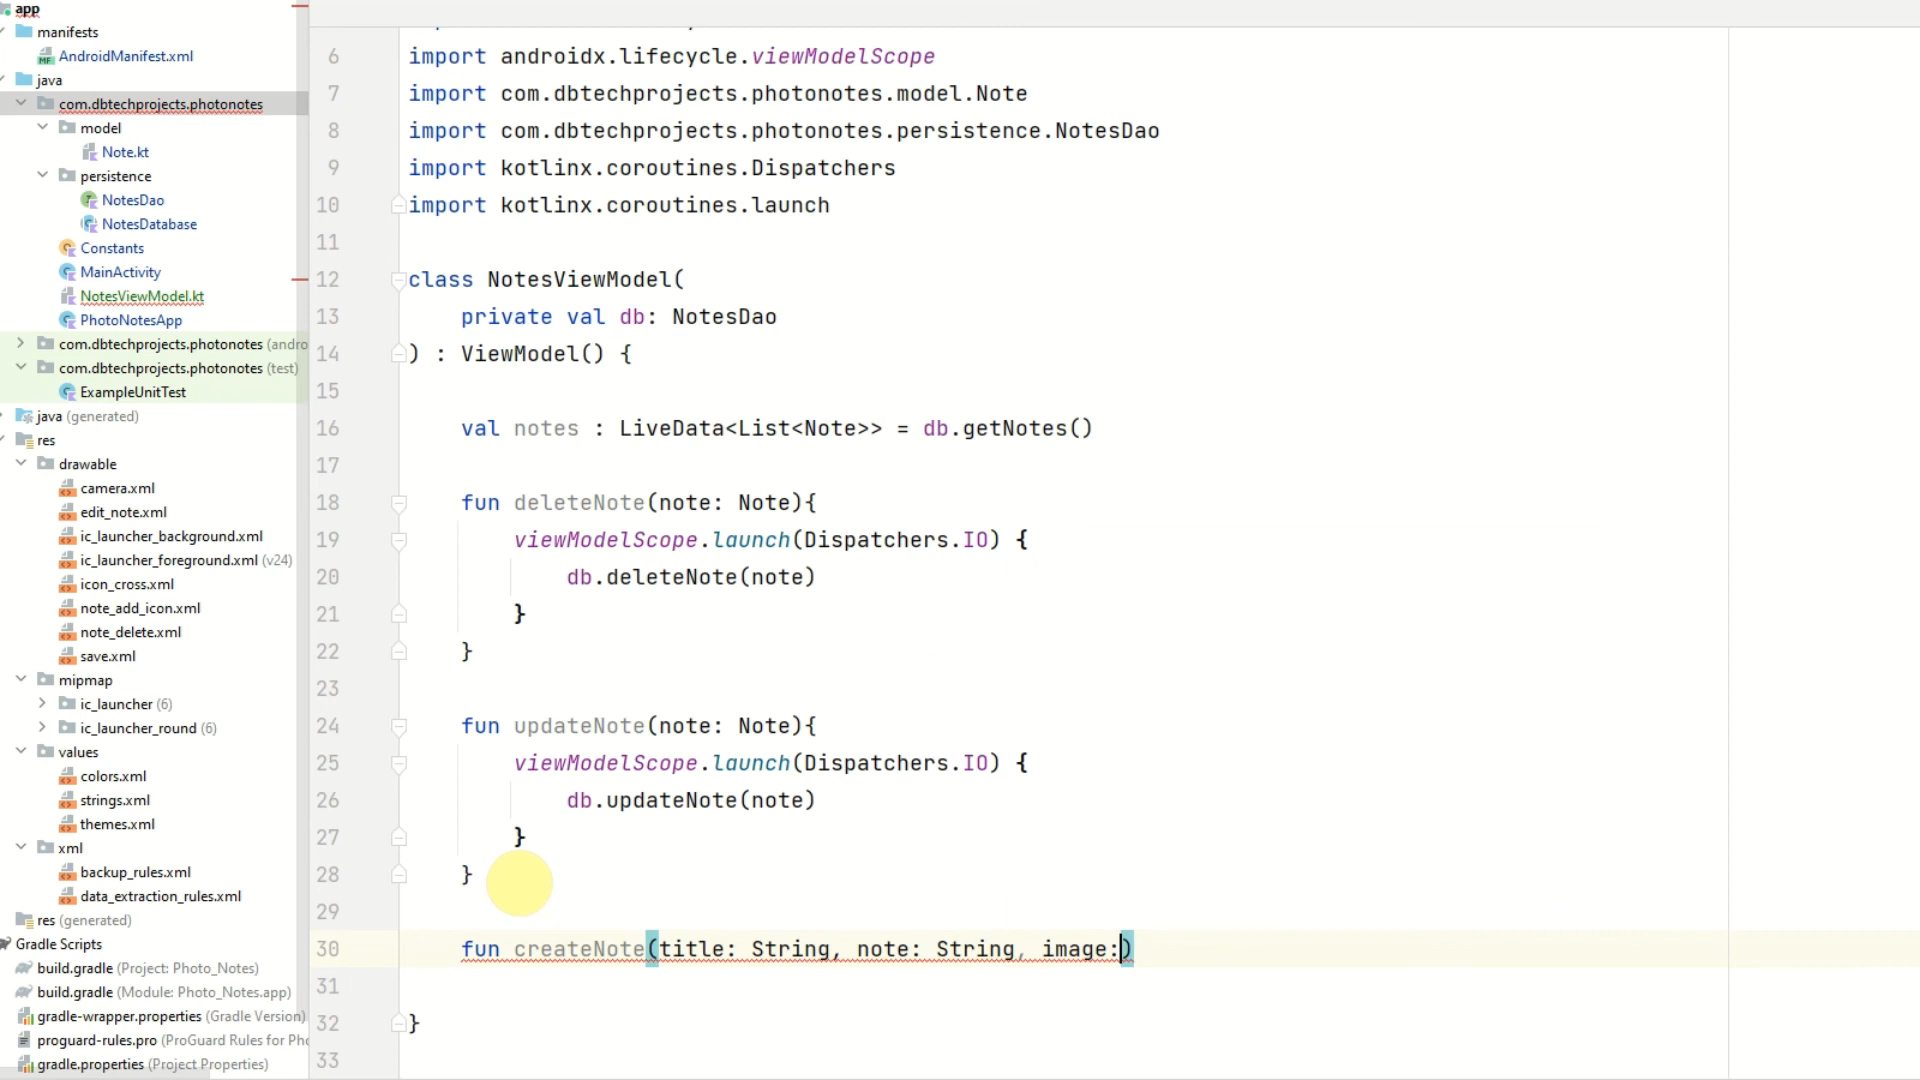 app
manifests
AndroidManifest.xml
java
com.dbtechprojects.photonotes
model
Note.kt
persistence
NotesDao
NotesDatabase
Constants
MainActivity
NotesViewModel.kt
PhotoNotesApp
com.dbtechprojects.photonotes (andro
com.dbtechprojects.photonotes (test)
ExampleUnitTest
java (generated)
res
drawable
camera.xml
edit_note.xml
ic_launcher_background.xml
ic_launcher_foreground.xml (v24)
icon_cross.xml
note_add_icon.xml
note_delete.xml
save.xml
mipmap
ic_launcher (6)
ic_launcher_round (6)
values
colors.xml
strings.xml
themes.xml
xml
backup_rules.xml
data_extraction_rules.xml
res (generated)
Gradle Scripts
build.gradle (Project: Photo_Notes)
build.gradle (Module: Photo_Notes.app)
gradle-wrapper.properties (Gradle Version)
proguard-rules.pro (ProGuard Rules for Pho
gradle.properties (Project Properties)
6 import androidx.lifecycle.viewModelScope
7 import com.dbtechprojects.photonotes.model.Note
8 import com.dbtechprojects.photonotes.persistence.NotesDao
9 import kotlinx.coroutines.Dispatchers
10 import kotlinx.coroutines.launch
11
12 class NotesViewModel(
13 private val db: NotesDao
14 ) : ViewModel() {
15
16 val notes : LiveData<List<Note>> = db.getNotes()
17
18 fun deleteNote(note: Note){
19 viewModelScope.launch(Dispatchers.IO) {
20 db.deleteNote(note)
21 }
22 }
23
24 fun updateNote(note: Note){
25 viewModelScope.launch(Dispatchers.IO) {
26 db.updateNote(note)
27 }
28 }
29
30 fun createNote(title: String, note: String, image:)
31
32 }
33